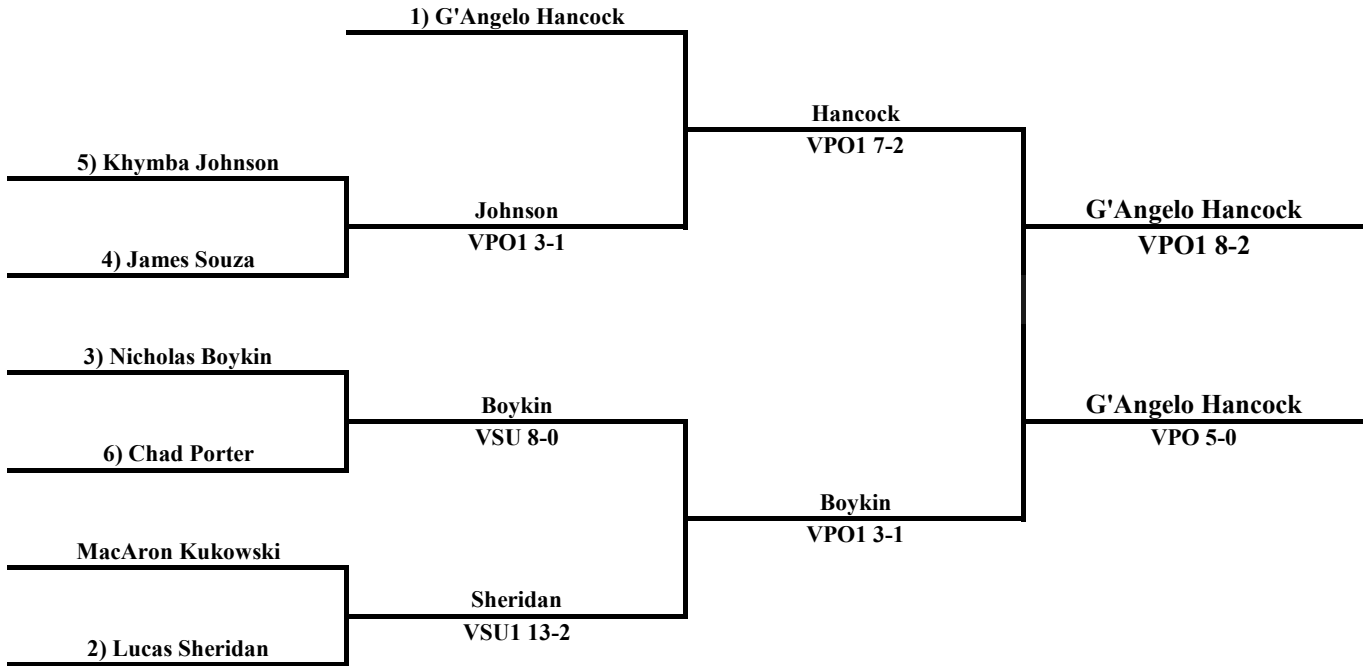 1) G'Angelo Hancock
Hancock
VPO1 7-2
5) Khymba Johnson
Johnson
VPO1 3-1
G'Angelo Hancock
VPO1 8-2
4) James Souza
3) Nicholas Boykin
Boykin
VSU 8-0
G'Angelo Hancock
VPO 5-0
6) Chad Porter
Boykin
VPO1 3-1
MacAron Kukowski
Sheridan
VSU1 13-2
2) Lucas Sheridan